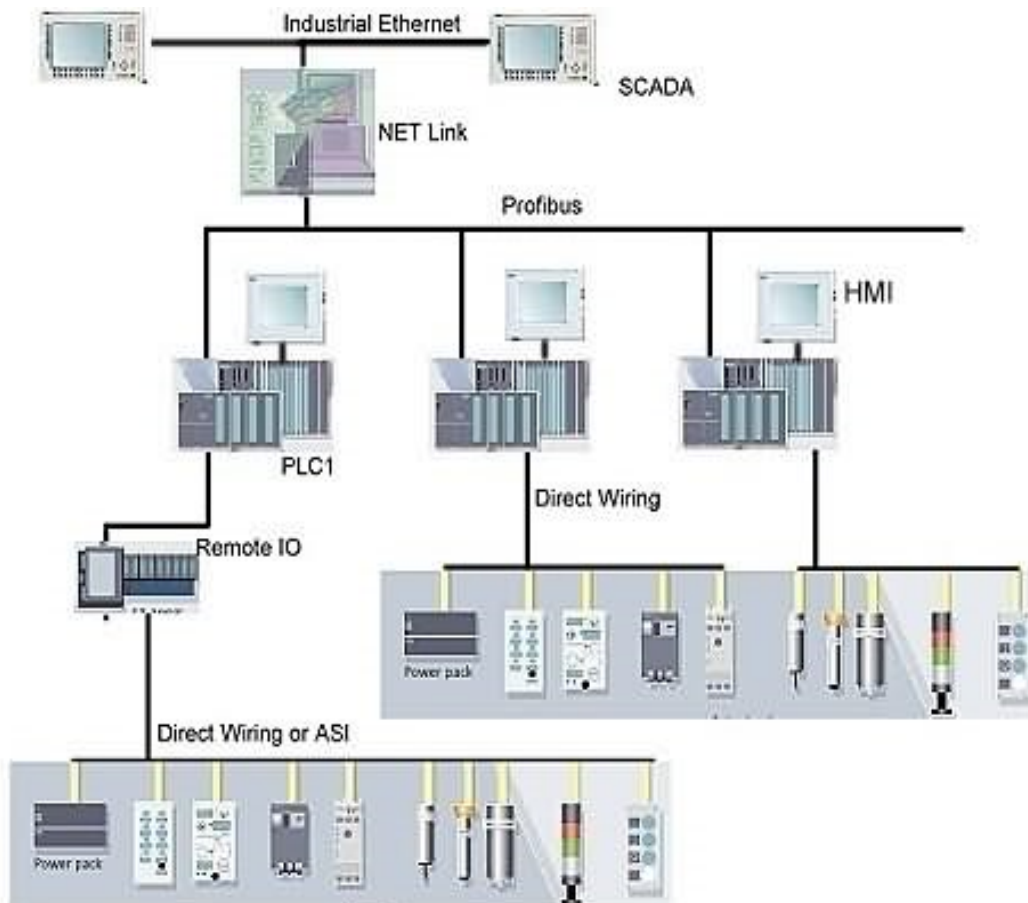 Industrial Ethernet
SCADA
NET Link
Profibus
HMI
PLC1
Direct Wiring
Remote IO
Power pack
Direct Wiring or ASI
Power pack